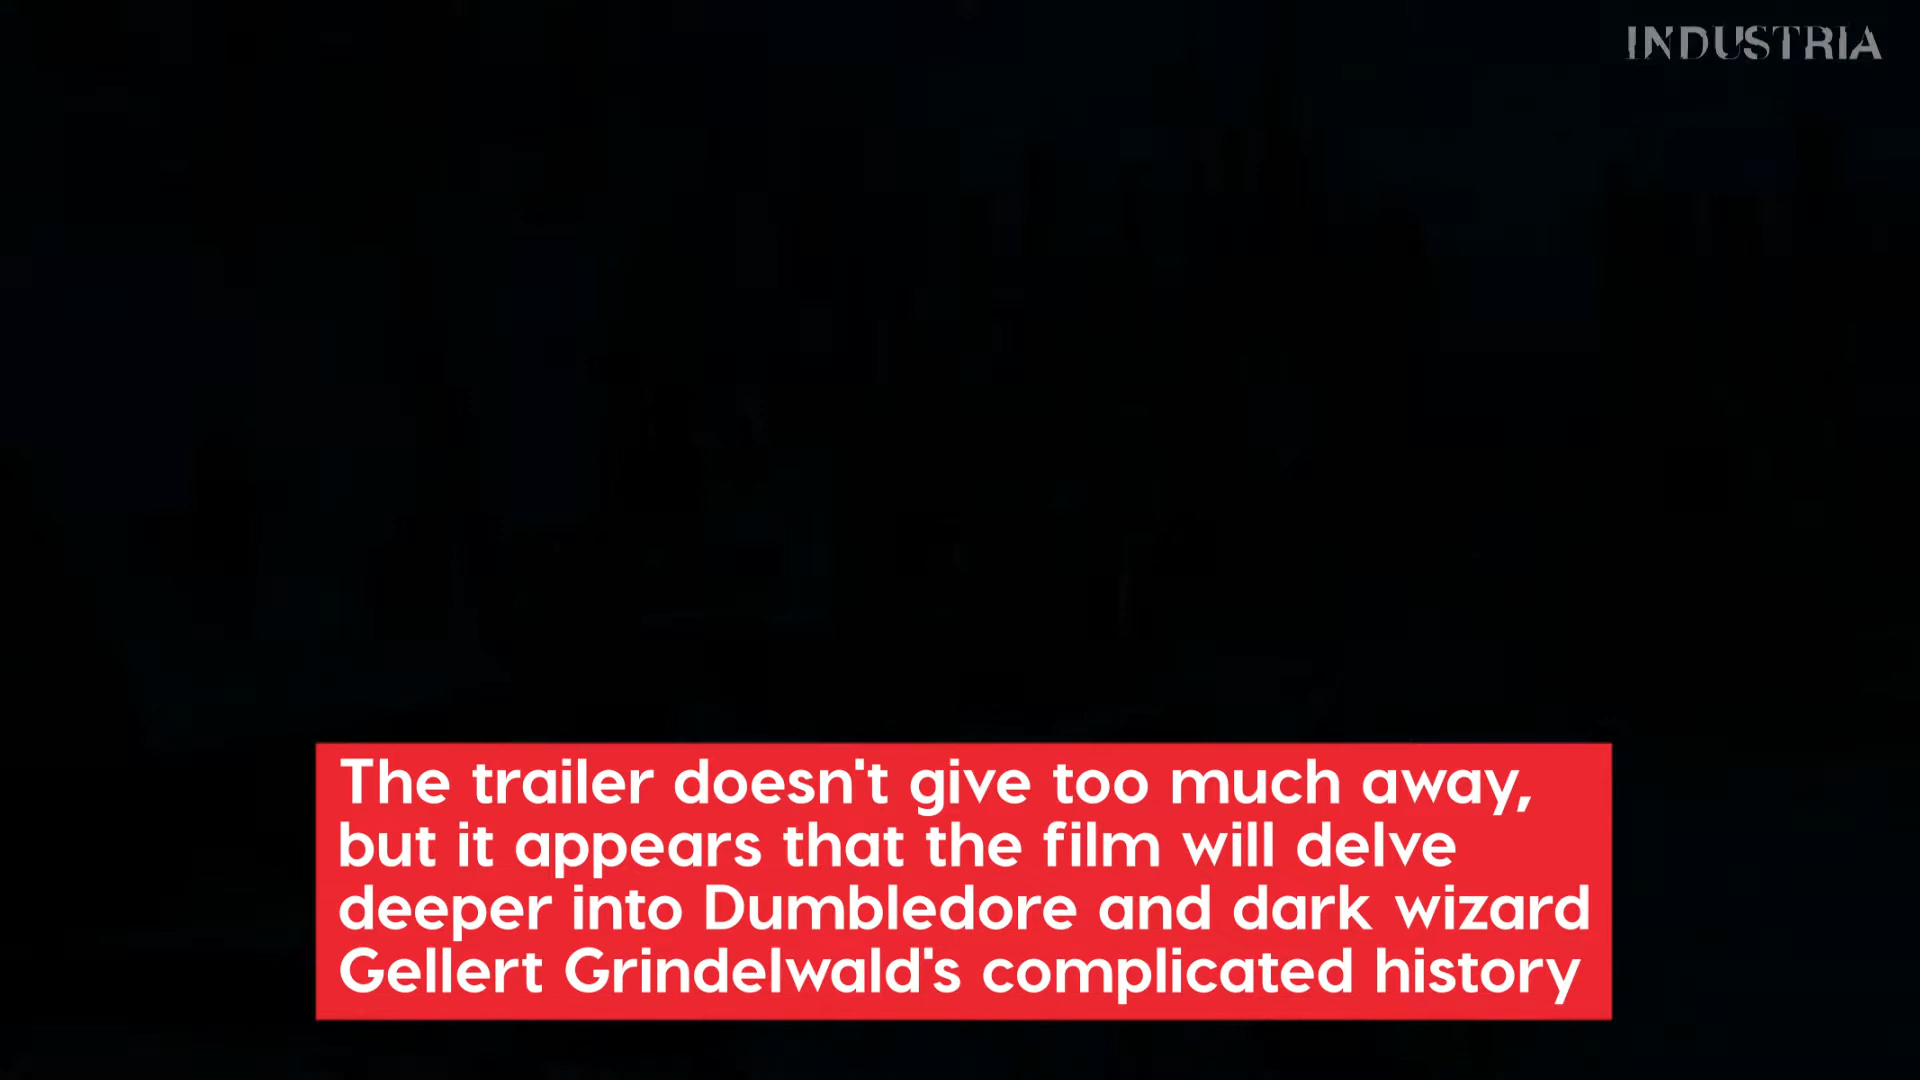 INDUSTRIA
The trailer doesn't give too much away,
but it appears that the film will delve
deeper into Dumbledore and dark wizard
Gellert Grindelwald's complicated history